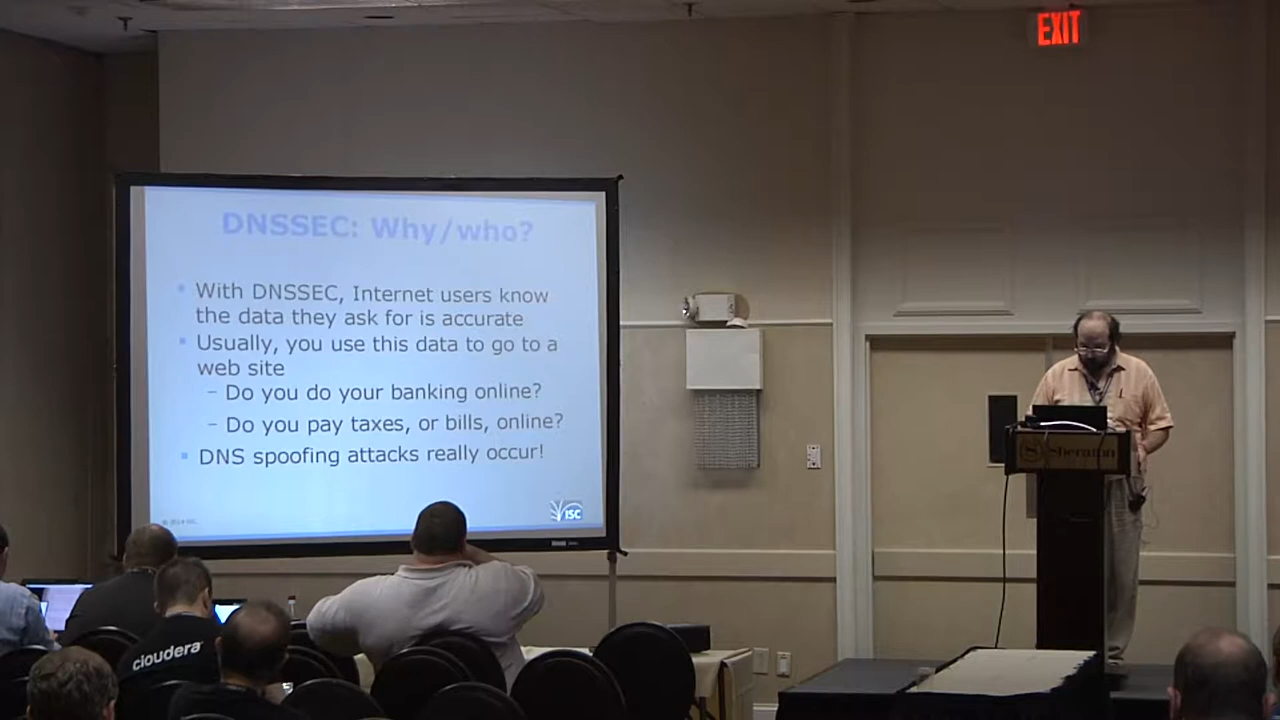 EXIT
DNSSEC: Why/who?
With DNSSEC, Internet users know
the data they ask for is accurate
Usually, you use this data to go to a
web site
– Do you do your banking online?
– Do you pay taxes, or bills, online?
DNS spoofing attacks really occur!
ISC
Sheraton
cloudera